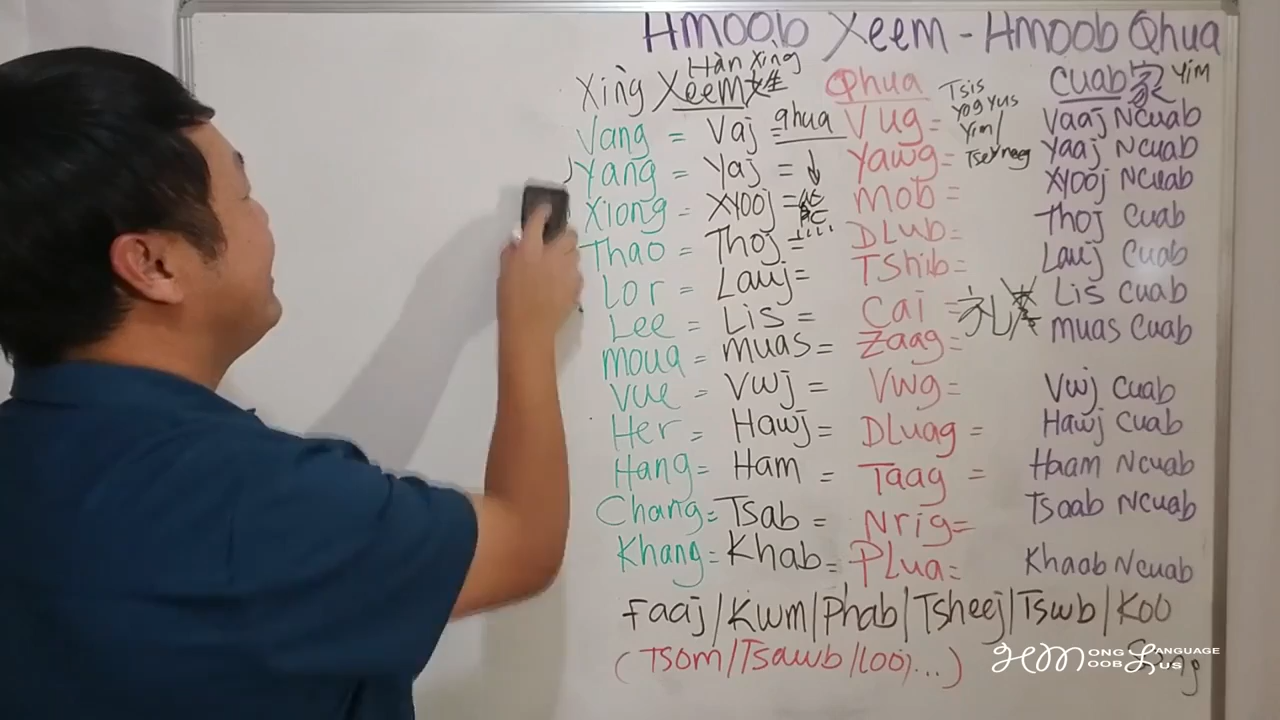 Hmoob Xeem - Hmoob Qhua
Hàn Xìng
Xìng Xeem 姓 Qhua Tsis Yog Yus Yim/ Tsev neeg Cuab 家 Yim
Vang = Vaj = qhua Vug = Vaaj Ncuab
Yang = Yaj = Yawg = Yaaj Ncuab
Xiong = Xyooj = Mob = Xyooj Ncuab
Thao = Thoj = DLub = Thoj Cuab
Lor = Lauj = Tshib = Lauj Cuab
Lee = Lis = Cai = Lis Cuab
Moua = Muas = Zaag = Muas Cuab
Vue = Vwj = Vwg = Vwj Cuab
Her = Hawj = DLuag = Hawj Cuab
Hang = Ham = Taag = Haam Ncuab
Chang = Tsab = Nrig = Tsaab Ncuab
Khang = Khab = PLua = Khaab Ncuab
Faaj/Kwm/Phab/Tsheej/Tswb/Koo
(Tsom/Tsawb/Looj...)
HMONG LANGUAGE
HMOOB LUS